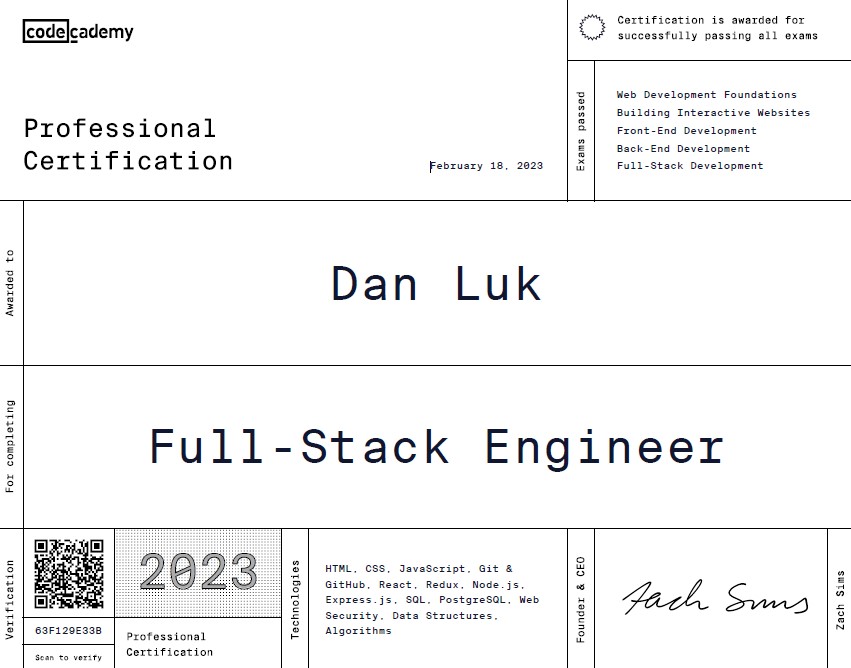 codecademy
Certification is awarded for
successfully passing all exams
Professional
Certification
February 18, 2023
Exams passed
Web Development Foundations
Building Interactive Websites
Front-End Development
Back-End Development
Full-Stack Development
Awarded to
Dan Luk
For completing
Full-Stack Engineer
Verification
63F129E33B
Scan to verify
2023
Professional
Certification
Technologies
HTML, CSS, JavaScript, Git &
GitHub, React, Redux, Node.js,
Express.js, SQL, PostgreSQL, Web
Security, Data Structures,
Algorithms
Founder & CEO
Zach Sims
Zach Sims